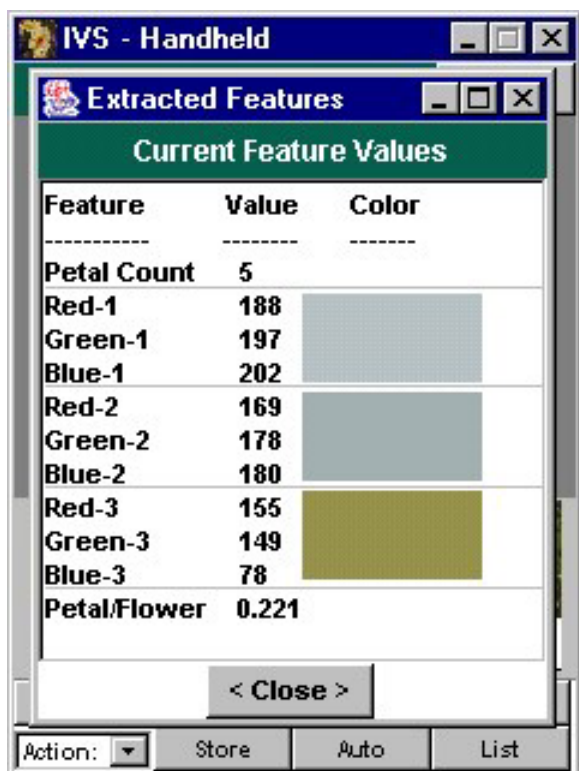 IVS - Handheld
Extracted Features
Current Feature Values
Feature Value Color
----------- -------- -------
Petal Count 5
Red-1 188
Green-1 197
Blue-1 202
Red-2 169
Green-2 178
Blue-2 180
Red-3 155
Green-3 149
Blue-3 78
Petal/Flower 0.221
< Close >
Action: Store Auto List